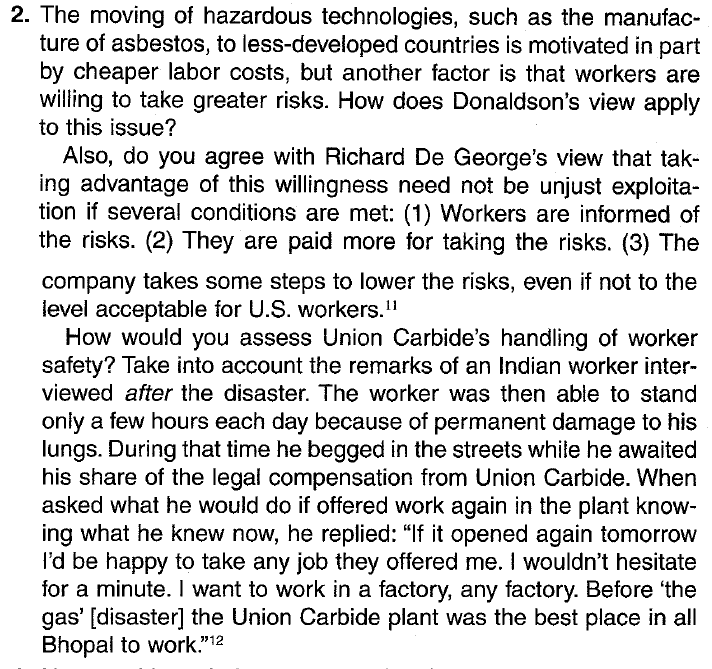 2. The moving of hazardous technologies, such as the manufac-
ture of asbestos, to less-developed countries is motivated in part
by cheaper labor costs, but another factor is that workers are
willing to take greater risks. How does Donaldson's view apply
to this issue?
Also, do you agree with Richard De George's view that tak-
ing advantage of this willingness need not be unjust exploita-
tion if several conditions are met: (1) Workers are informed of
the risks. (2) They are paid more for taking the risks. (3) The
company takes some steps to lower the risks, even if not to the
level acceptable for U.S. workers.11
How would you assess Union Carbide's handling of worker
safety? Take into account the remarks of an Indian worker inter-
viewed after the disaster. The worker was then able to stand
only a few hours each day because of permanent damage to his
lungs. During that time he begged in the streets while he awaited
his share of the legal compensation from Union Carbide. When
asked what he would do if offered work again in the plant know-
ing what he knew now, he replied: “If it opened again tomorrow
I'd be happy to take any job they offered me. I wouldn't hesitate
for a minute. I want to work in a factory, any factory. Before ‘the
gas’ [disaster] the Union Carbide plant was the best place in all
Bhopal to work.”12